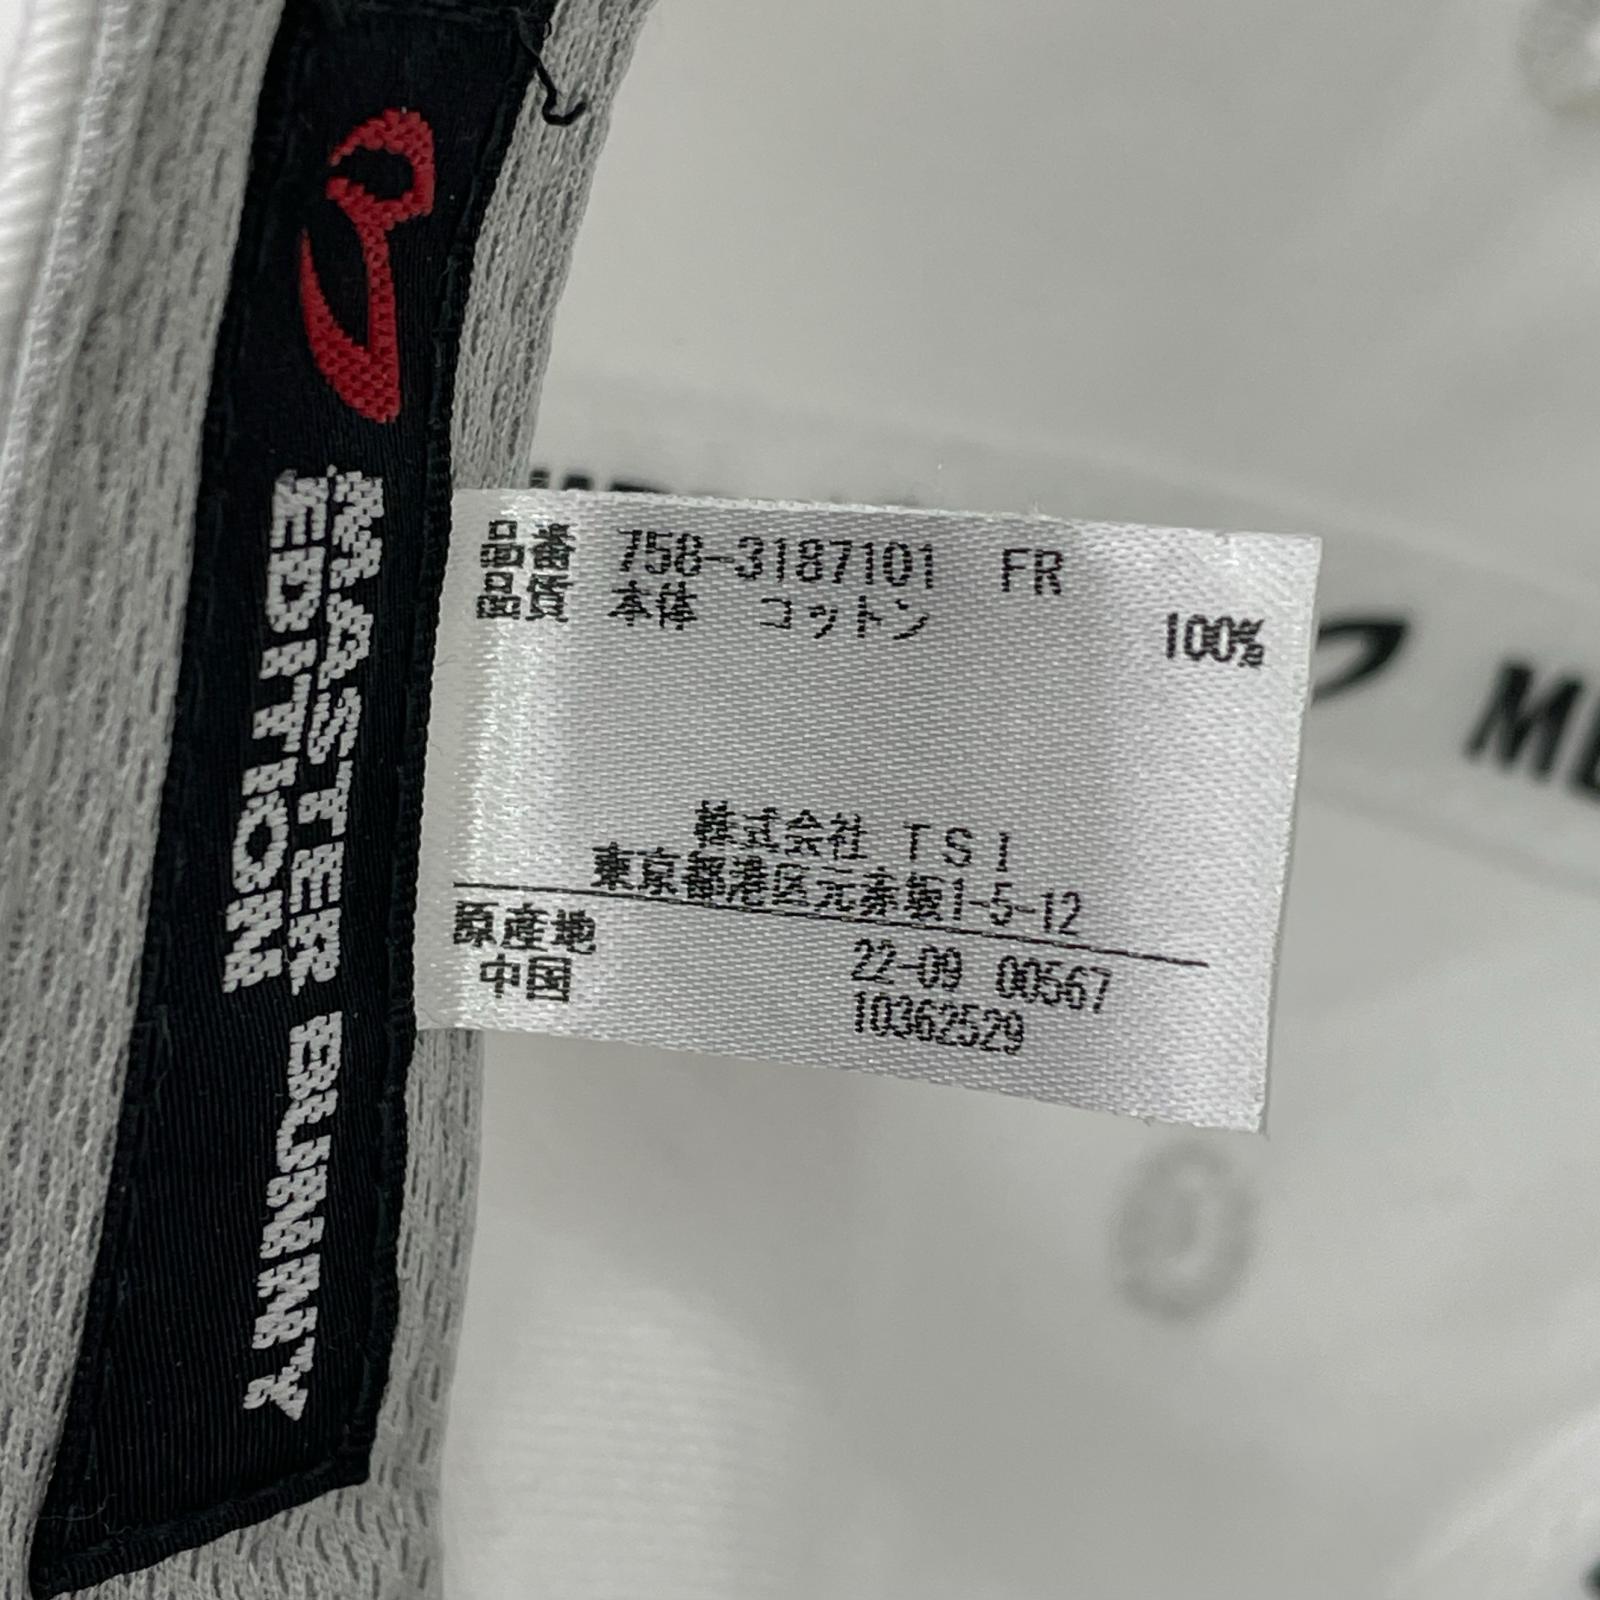 MASTER BUNNY
EDITION
品番 758-3187101 FR
品質 本体 コットン 100%
株式会社 TSI
東京都港区元赤坂1-5-12
原産地 22-09 00567
中国 10362529